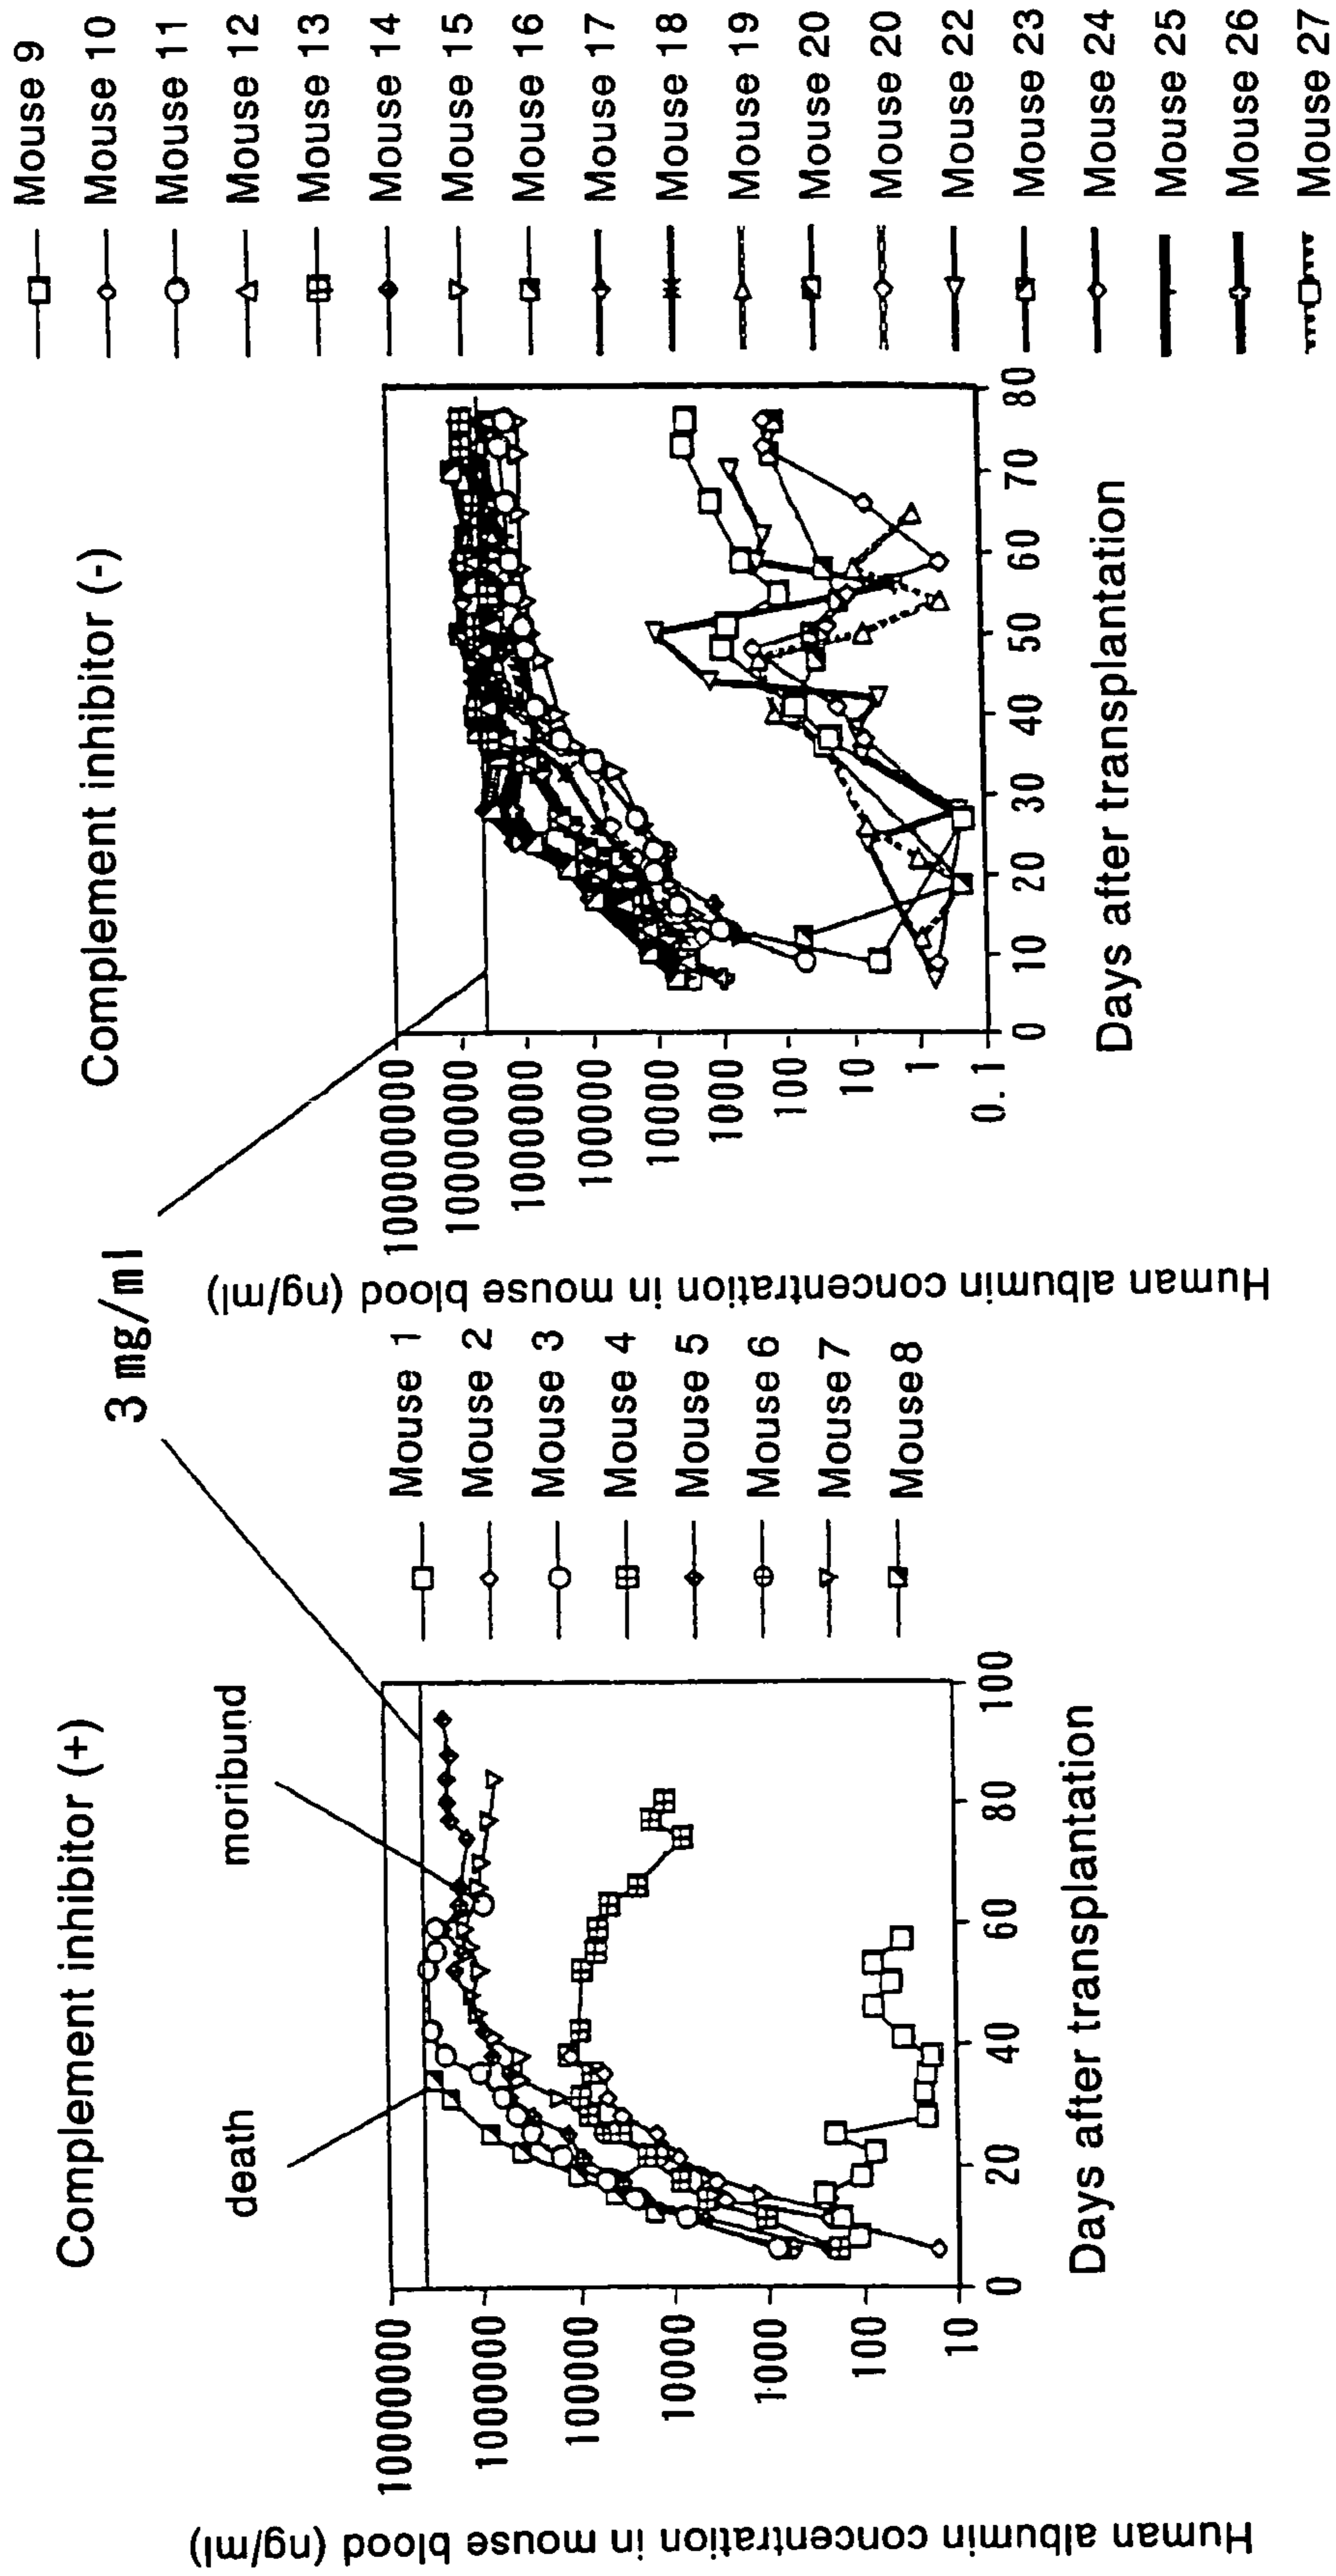 Complement inhibitor (+)
death
moribund
3 mg/ml
Human albumin concentration in mouse blood (ng/ml)
10000000
1000000
100000
10000
1000
100
10
0
20
40
60
80
100
Days after transplantation
Mouse 1
Mouse 2
Mouse 3
Mouse 4
Mouse 5
Mouse 6
Mouse 7
Mouse8
Complement inhibitor (-)
Human albumin concentration in mouse blood (ng/ml)
100000000
10000000
1000000
100000
10000
1000
100
10
1
0.1
0
10
20
30
40
50
60
70
80
Days after transplantation
Mouse 9
Mouse 10
Mouse 11
Mouse 12
Mouse 13
Mouse 14
Mouse 15
Mouse 16
Mouse 17
Mouse 18
Mouse 19
Mouse 20
Mouse 20
Mouse 22
Mouse 23
Mouse 24
Mouse 25
Mouse 26
Mouse 27